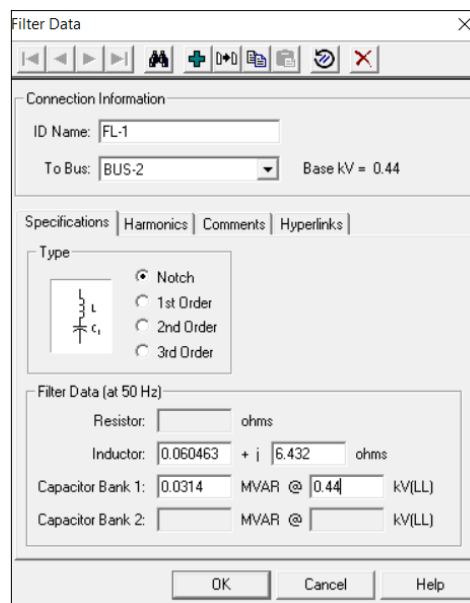 Filter Data
Connection Information
ID Name: FL-1
To Bus: BUS-2 Base kV = 0.44
Specifications Harmonics Comments Hyperlinks
Type
L
C1
Notch
1st Order
2nd Order
3rd Order
Filter Data (at 50 Hz)
Resistor: ohms
Inductor: 0.060463 + j 6.432 ohms
Capacitor Bank 1: 0.0314 MVAR @ 0.44 kV(LL)
Capacitor Bank 2: MVAR @ kV(LL)
OK Cancel Help